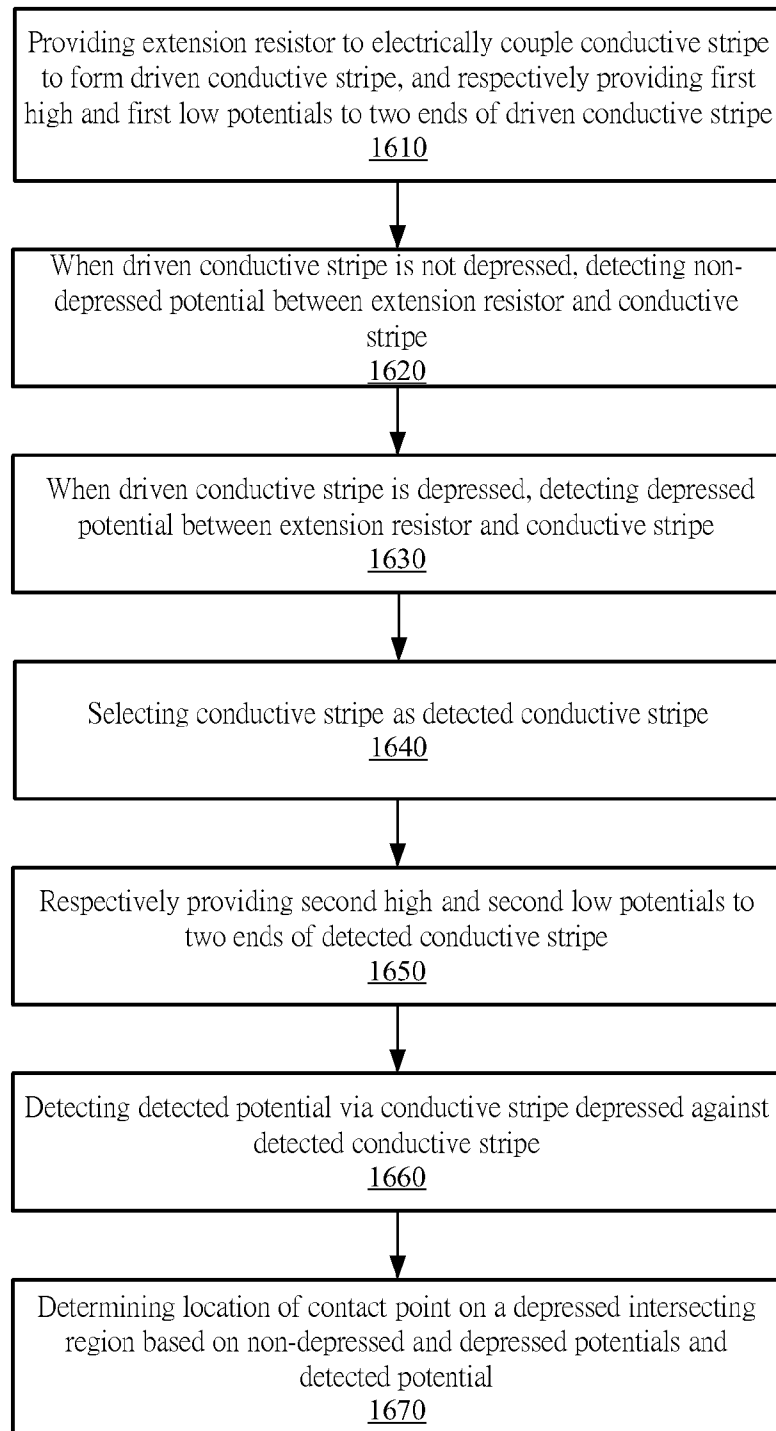 Providing extension resistor to electrically couple conductive stripe
to form driven conductive stripe, and respectively providing first
high and first low potentials to two ends of driven conductive stripe
1610
When driven conductive stripe is not depressed, detecting non-
depressed potential between extension resistor and conductive
stripe
1620
When driven conductive stripe is depressed, detecting depressed
potential between extension resistor and conductive stripe
1630
Selecting conductive stripe as detected conductive stripe
1640
Respectively providing second high and second low potentials to
two ends of detected conductive stripe
1650
Detecting detected potential via conductive stripe depressed against
detected conductive stripe
1660
Determining location of contact point on a depressed intersecting
region based on non-depressed and depressed potentials and
detected potential
1670